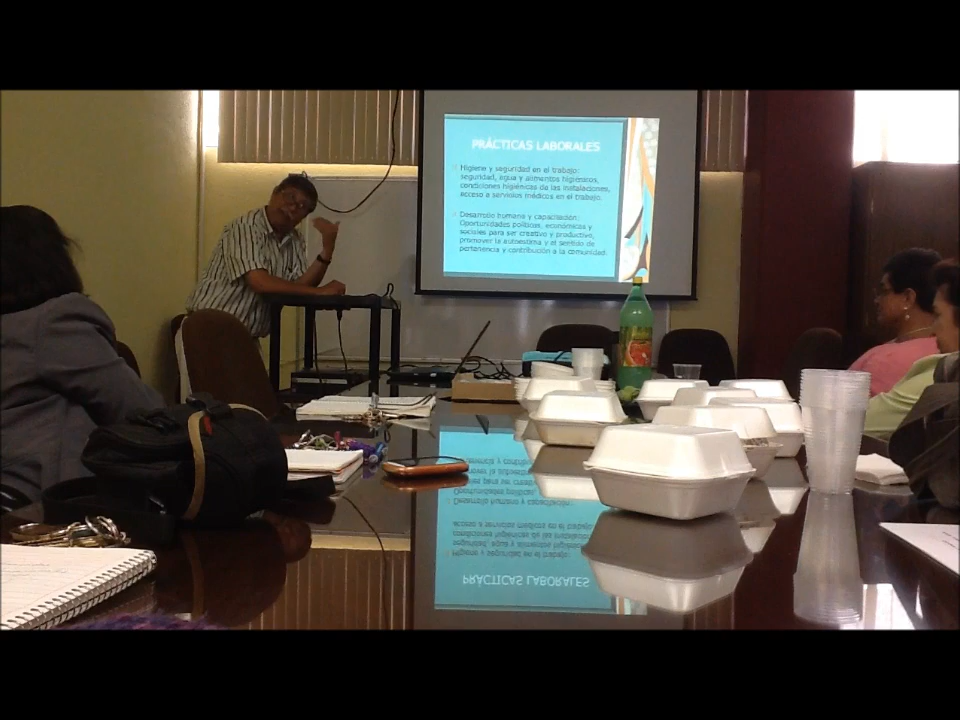 PRÁCTICAS LABORALES
Higiene y seguridad en el trabajo:
seguridad, agua y alimentos higiénicos,
condiciones higiénicas de las instalaciones,
acceso a servicios médicos en el trabajo.
Desarrollo humano y capacitación:
Oportunidades políticas, económicas y
sociales para ser creativo y productivo,
promover la autoestima y el sentido de
pertenencia y contribución a la comunidad.